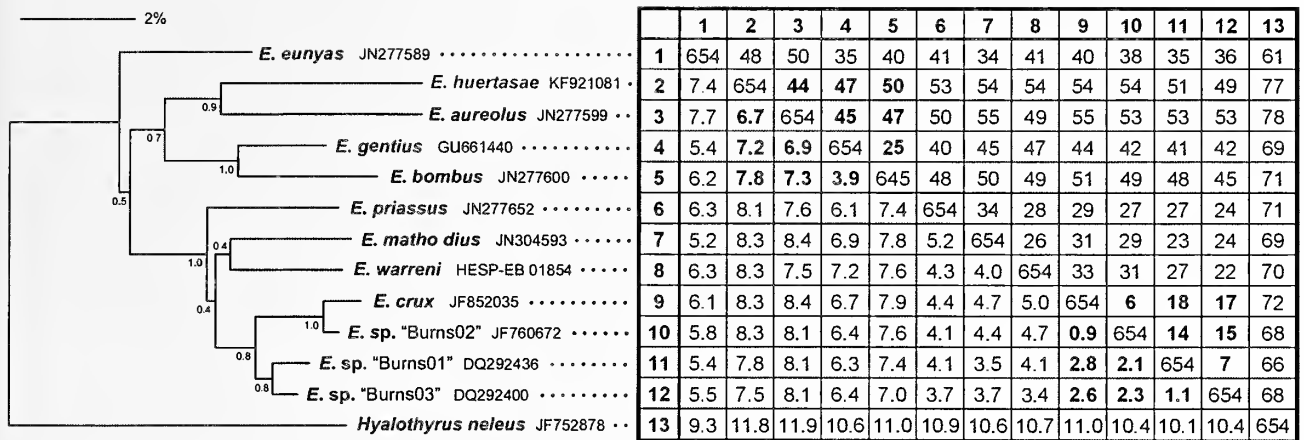 2%
1 2 3 4 5 6 7 8 9 10 11 12 13
E. eunyas JN277589 1 654 48 50 35 40 41 34 41 40 38 35 36 61
E. huertasae KF921081 2 7.4 654 44 47 50 53 54 54 54 54 51 49 77
0.9
E. aureolus JN277599 3 7.7 6.7 654 45 47 50 55 49 55 53 53 53 78
0.7
E. gentius GU661440 4 5.4 7.2 6.9 654 25 40 45 47 44 42 41 42 69
1.0
E. bombus JN277600 5 6.2 7.8 7.3 3.9 645 48 50 49 51 49 48 45 71
0.5
E. priassus JN277652 6 6.3 8.1 7.6 6.1 7.4 654 34 28 29 27 27 24 71
E. matho dius JN304593 7 5.2 8.3 8.4 6.9 7.8 5.2 654 26 31 29 23 24 69
0.4
1.0
E. warreni HESP-EB 01854 8 6.3 8.3 7.5 7.2 7.6 4.3 4.0 654 33 31 27 22 70
E. crux JF852035 9 6.1 8.3 8.4 6.7 7.9 4.4 4.7 5.0 654 6 18 17 72
0.4
1.0
E. sp. "Burns02" JF760672 10 5.8 8.3 8.1 6.4 7.6 4.1 4.4 4.7 0.9 654 14 15 68
0.8
E. sp. "Burns01" DQ292436 11 5.4 7.8 8.1 6.3 7.4 4.1 3.5 4.1 2.8 2.1 654 7 66
0.8
E. sp. "Burns03" DQ292400 12 5.5 7.5 8.1 6.4 7.0 3.7 3.7 3.4 2.6 2.3 1.1 654 68
Hyalothyrus neleus JF752878 13 9.3 11.8 11.9 10.6 11.0 10.9 10.6 10.7 11.0 10.4 10.1 10.4 654